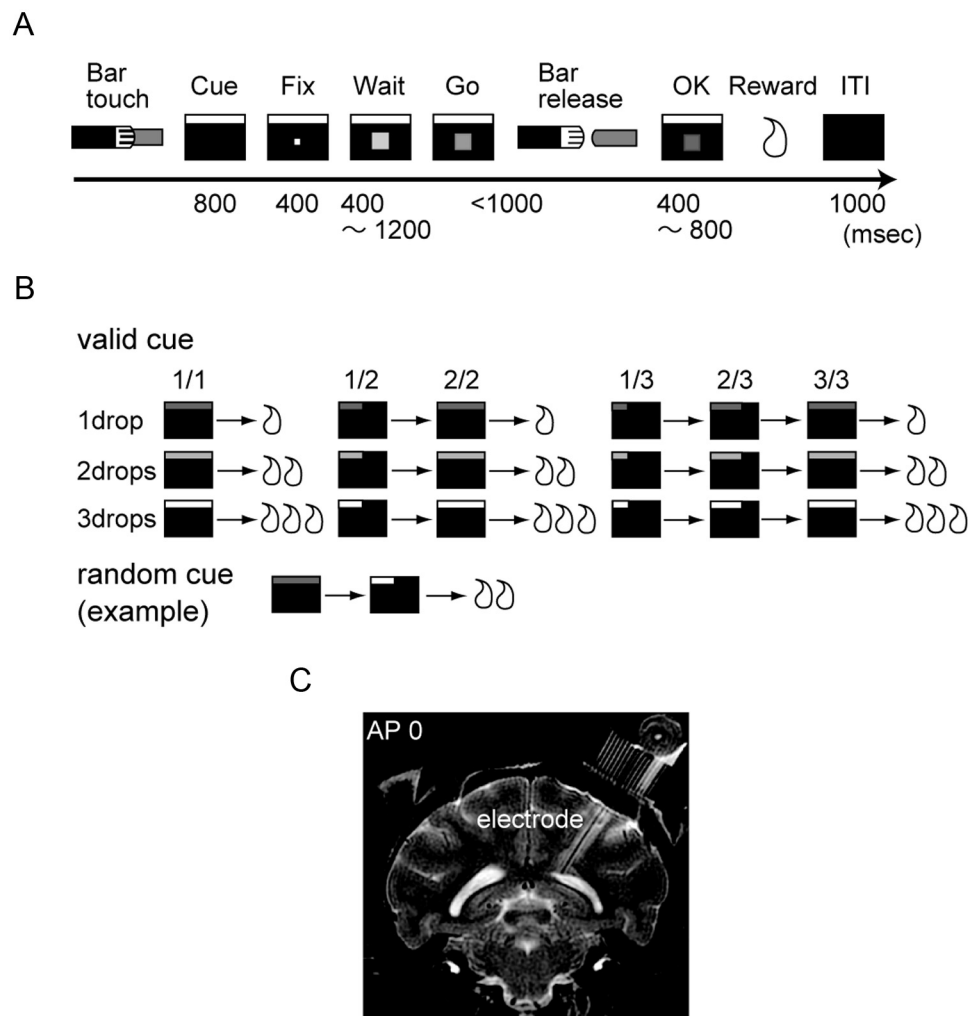 A
Bar touch
Cue
Fix
Wait
Go
Bar release
OK
Reward
ITI
800
400
400 ～ 1200
<1000
400 ～ 800
1000 (msec)
B
valid cue
1/1 1/2 2/2 1/3 2/3 3/3
1drop
2drops
3drops
random cue
(example)
C
AP 0
electrode